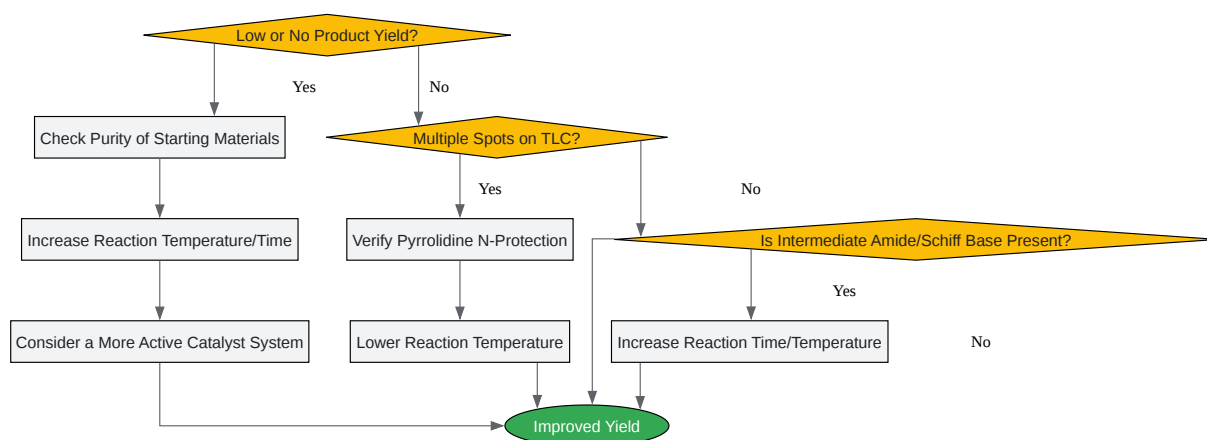 Low or No Product Yield?
Yes
No
Check Purity of Starting Materials
Multiple Spots on TLC?
Yes
No
Increase Reaction Temperature/Time
Verify Pyrrolidine N-Protection
Is Intermediate Amide/Schiff Base Present?
Yes
Consider a More Active Catalyst System
Lower Reaction Temperature
Increase Reaction Time/Temperature
No
Improved Yield